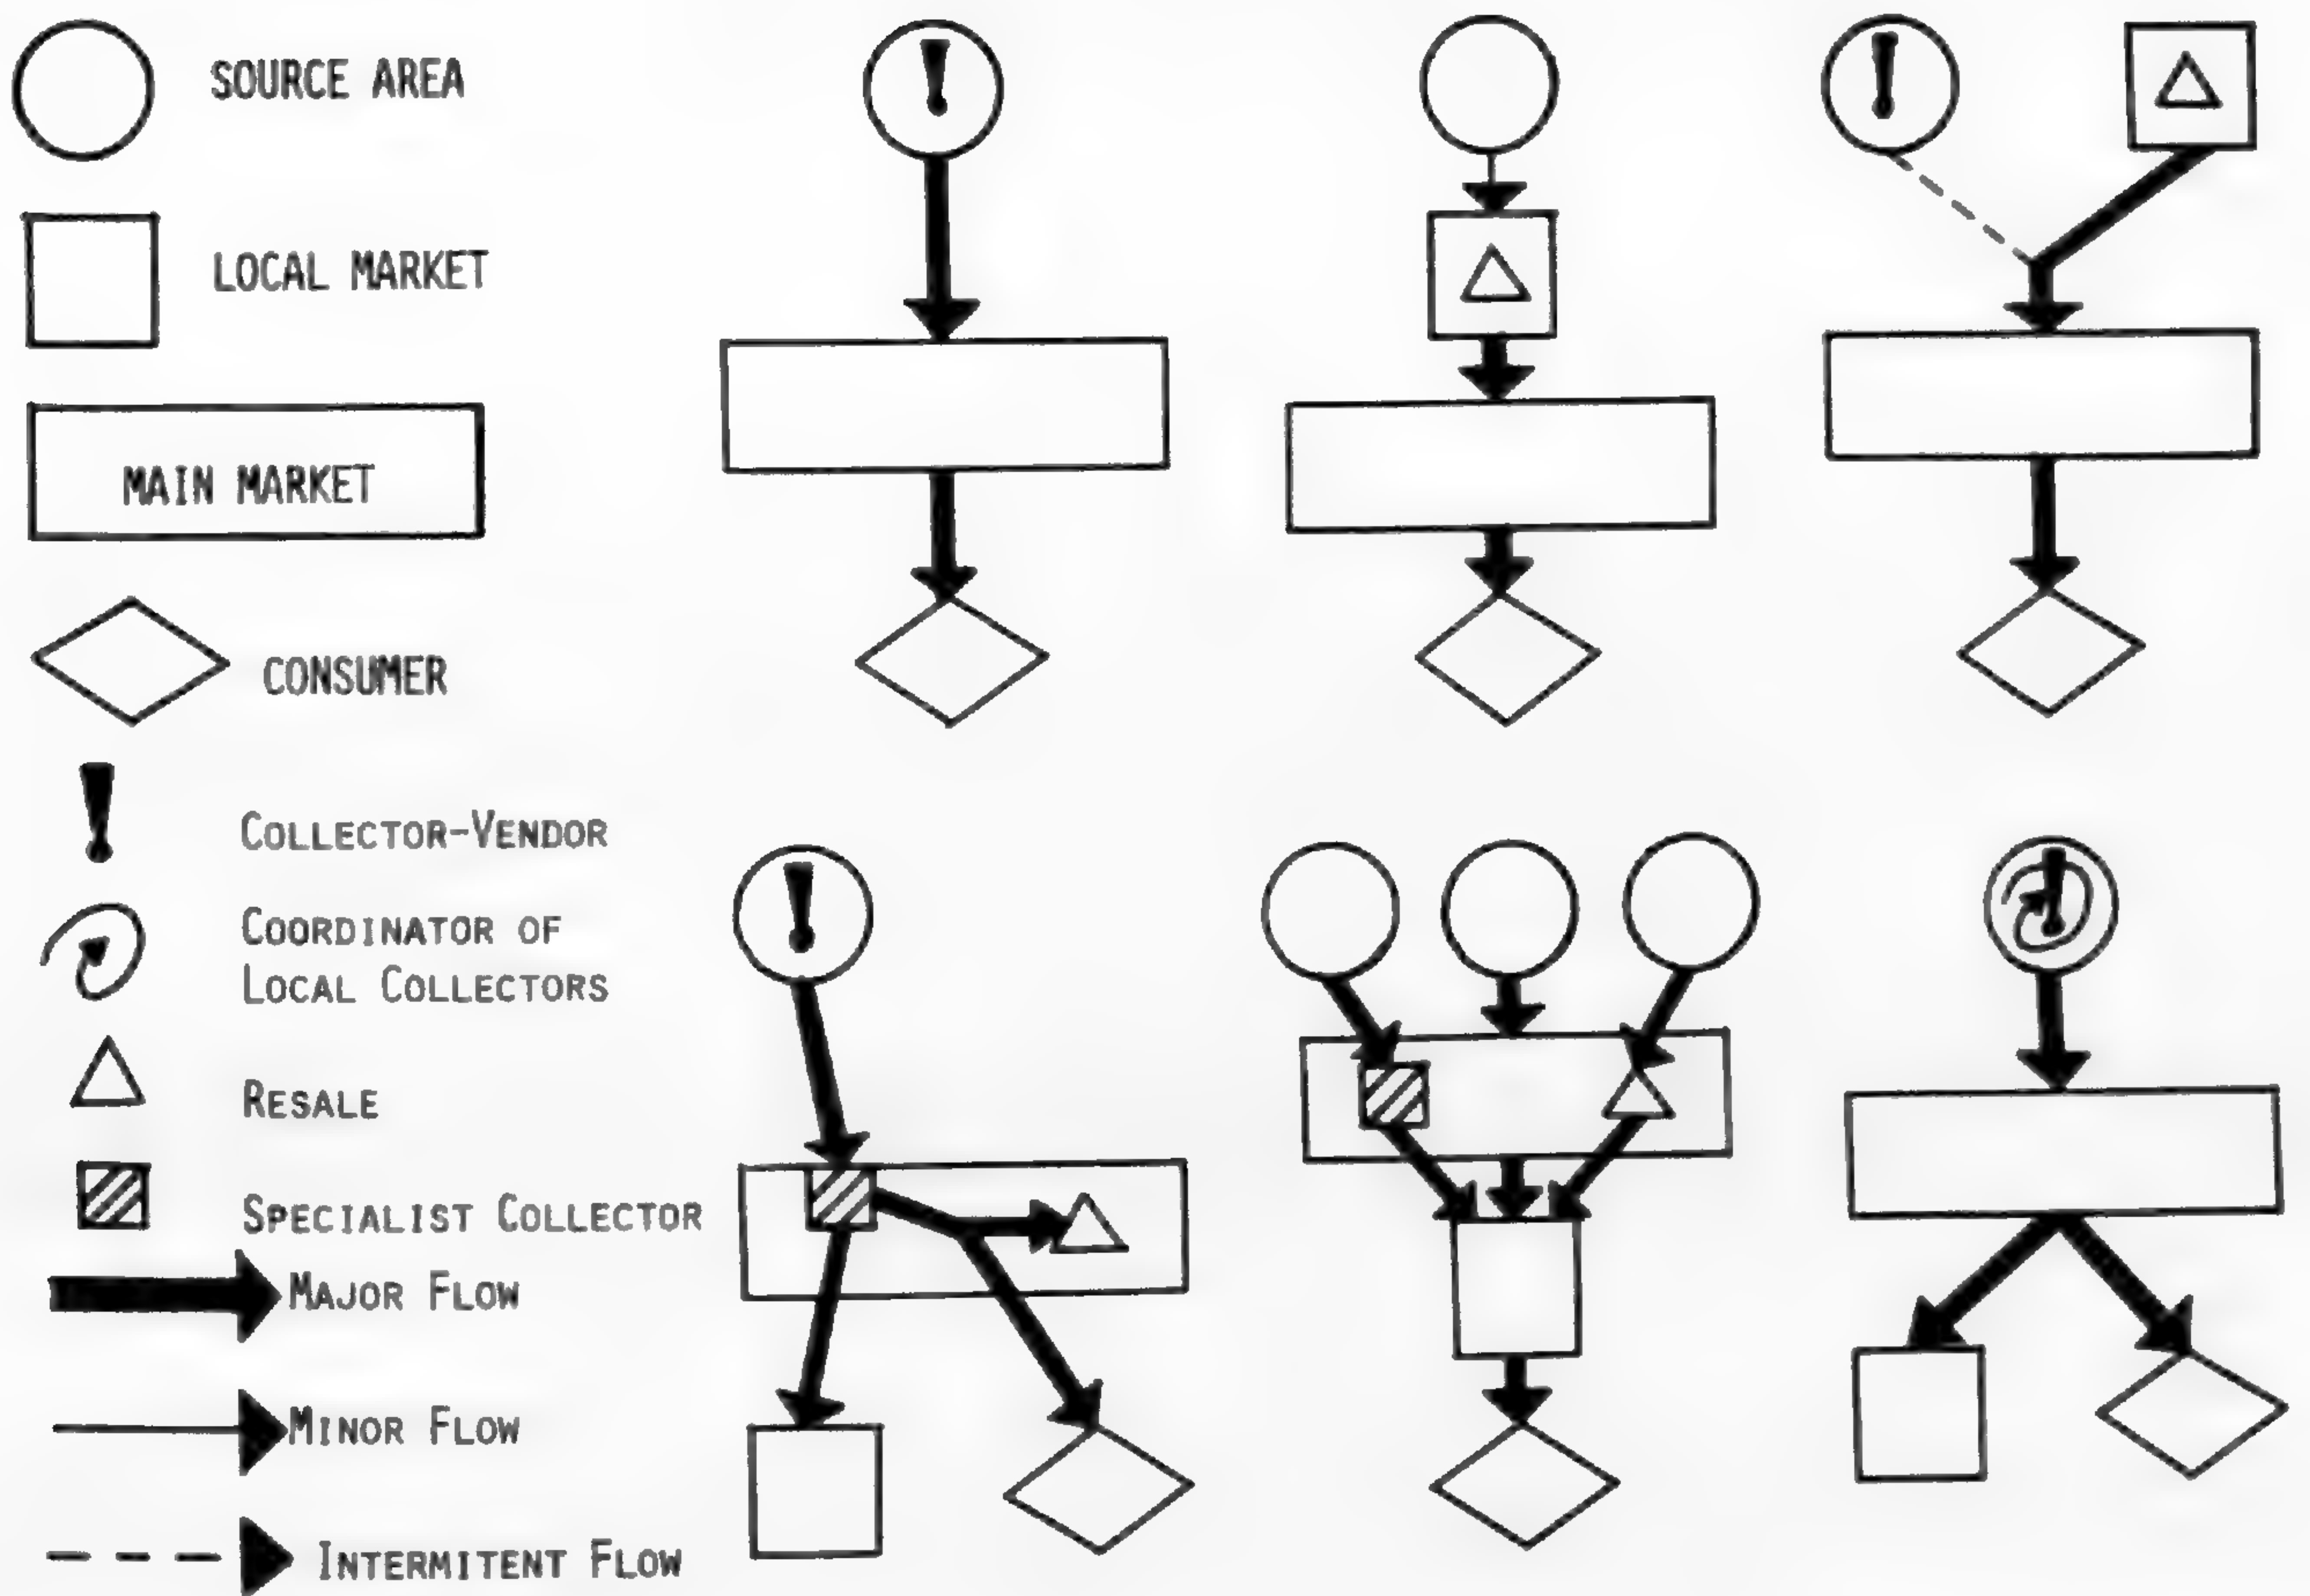 SOURCE AREA
LOCAL MARKET
MAIN MARKET
CONSUMER
COLLECTOR-VENDOR
COORDINATOR OF
LOCAL COLLECTORS
RESALE
SPECIALIST COLLECTOR
MAJOR FLOW
MINOR FLOW
INTERMITENT FLOW